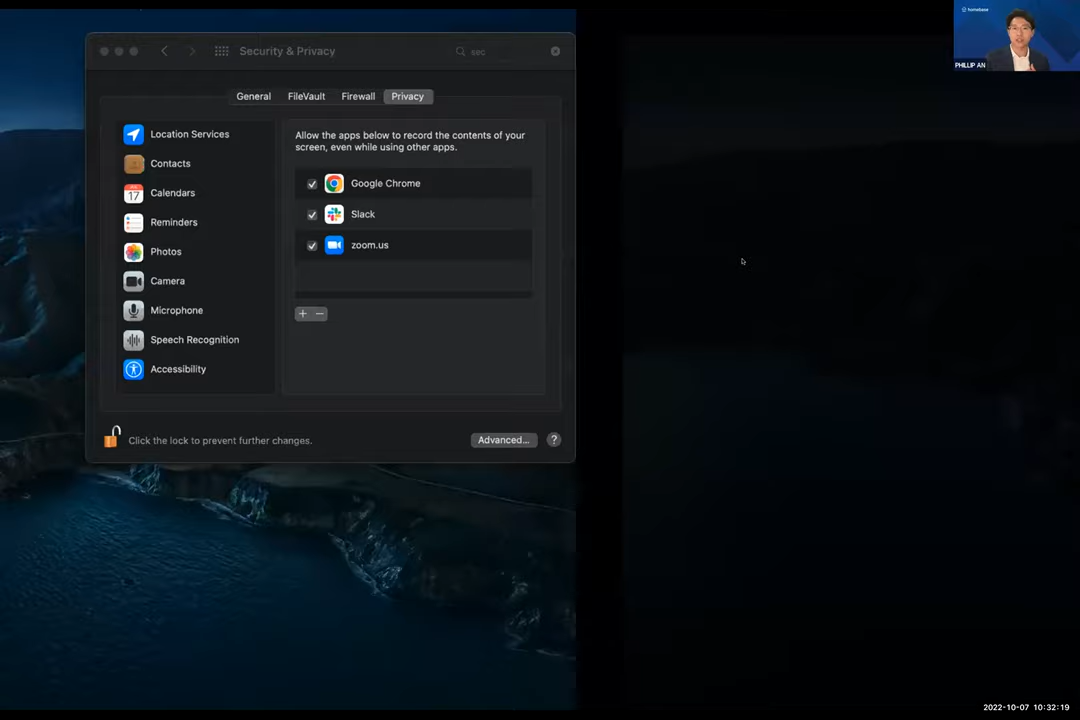 Security & Privacy
sec
General
FileVault
Firewall
Privacy
Location Services
Contacts
17
Calendars
Reminders
Photos
Camera
Microphone
Speech Recognition
Accessibility
Allow the apps below to record the contents of your
screen, even while using other apps.
Google Chrome
Slack
zoom.us
+ −
Click the lock to prevent further changes.
Advanced...
?
homebase
PHILLIP AN
2022-10-07 10:32:19